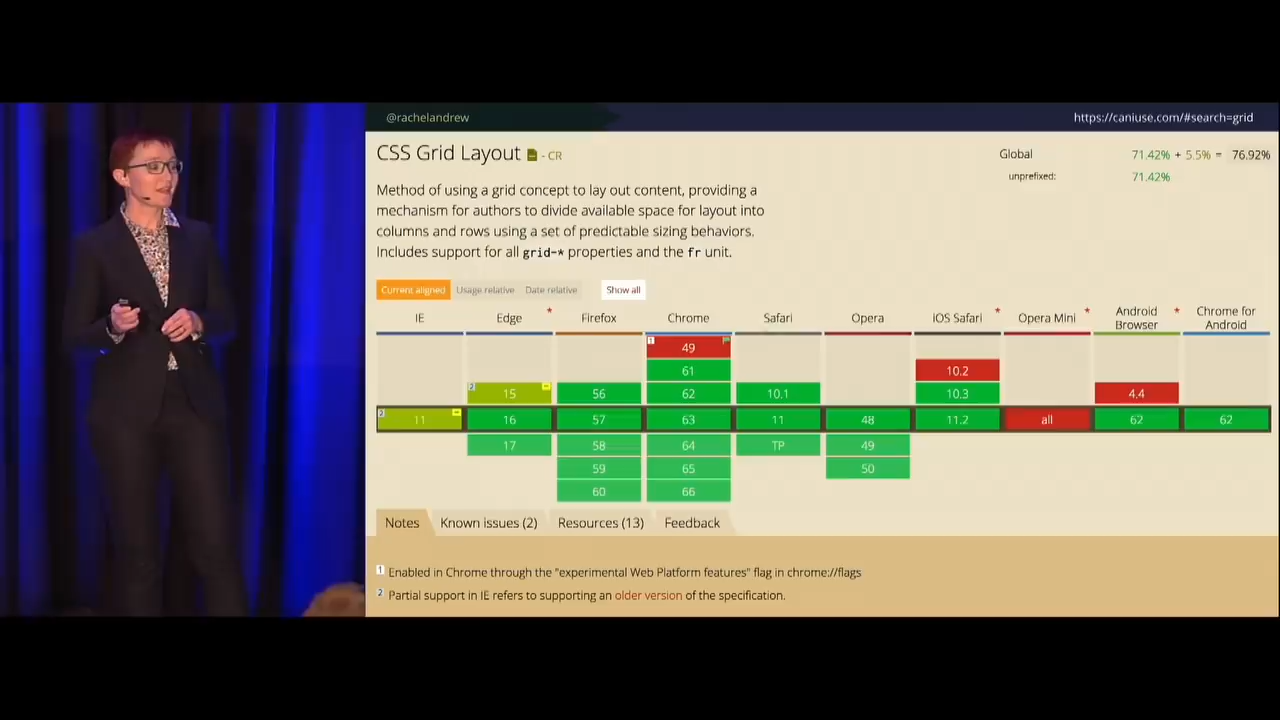 @rachelandrew
https://caniuse.com/#search=grid
CSS Grid Layout - CR
Global 71.42% + 5.5% = 76.92%
unprefixed: 71.42%
Method of using a grid concept to lay out content, providing a
mechanism for authors to divide available space for layout into
columns and rows using a set of predictable sizing behaviors.
Includes support for all grid-* properties and the fr unit.
Current aligned Usage relative Date relative Show all
IE Edge * Firefox Chrome Safari Opera iOS Safari * Opera Mini * Android Browser * Chrome for Android
1 49
61 10.2
2 15 56 62 10.1 10.3 4.4
2 11 16 57 63 11 48 11.2 all 62 62
17 58 64 TP 49
59 65 50
60 66
Notes Known issues (2) Resources (13) Feedback
1 Enabled in Chrome through the "experimental Web Platform features" flag in chrome://flags
2 Partial support in IE refers to supporting an older version of the specification.